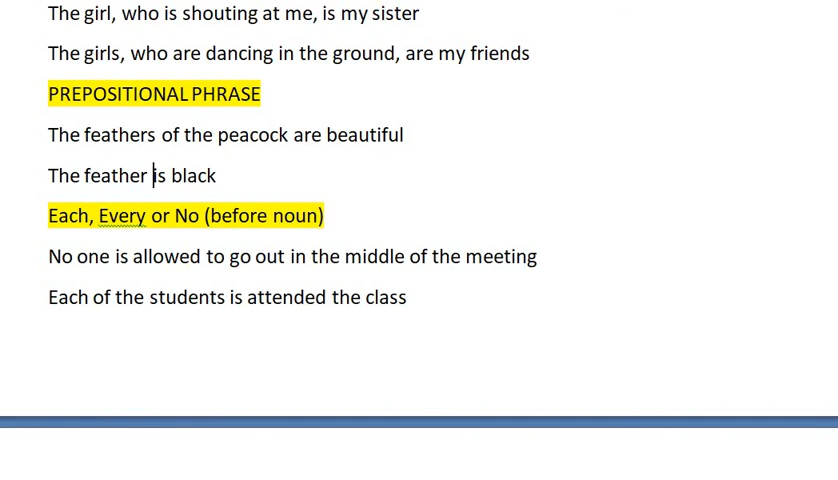 The girl, who is shouting at me, is my sister
The girls, who are dancing in the ground, are my friends
PREPOSITIONAL PHRASE
The feathers of the peacock are beautiful
The feather is black
Each, Every or No (before noun)
No one is allowed to go out in the middle of the meeting
Each of the students is attended the class